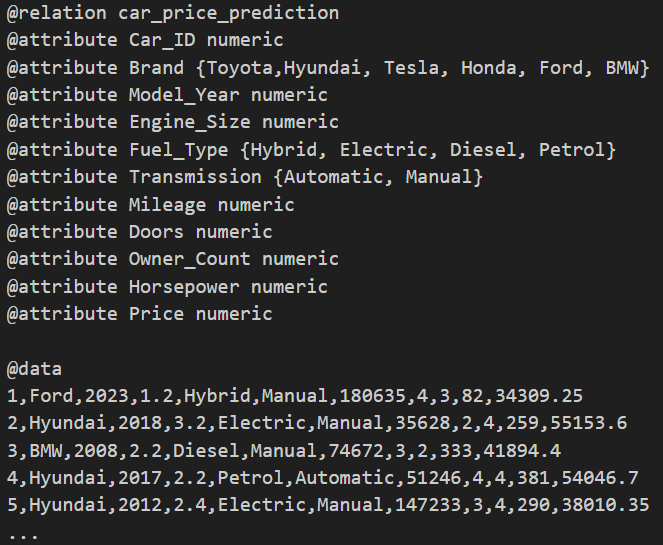 @relation car_price_prediction
@attribute Car_ID numeric
@attribute Brand {Toyota,Hyundai, Tesla, Honda, Ford, BMW}
@attribute Model_Year numeric
@attribute Engine_Size numeric
@attribute Fuel_Type {Hybrid, Electric, Diesel, Petrol}
@attribute Transmission {Automatic, Manual}
@attribute Mileage numeric
@attribute Doors numeric
@attribute Owner_Count numeric
@attribute Horsepower numeric
@attribute Price numeric

@data
1,Ford,2023,1.2,Hybrid,Manual,180635,4,3,82,34309.25
2,Hyundai,2018,3.2,Electric,Manual,35628,2,4,259,55153.6
3,BMW,2008,2.2,Diesel,Manual,74672,3,2,333,41894.4
4,Hyundai,2017,2.2,Petrol,Automatic,51246,4,4,381,54046.7
5,Hyundai,2012,2.4,Electric,Manual,147233,3,4,290,38010.35
...